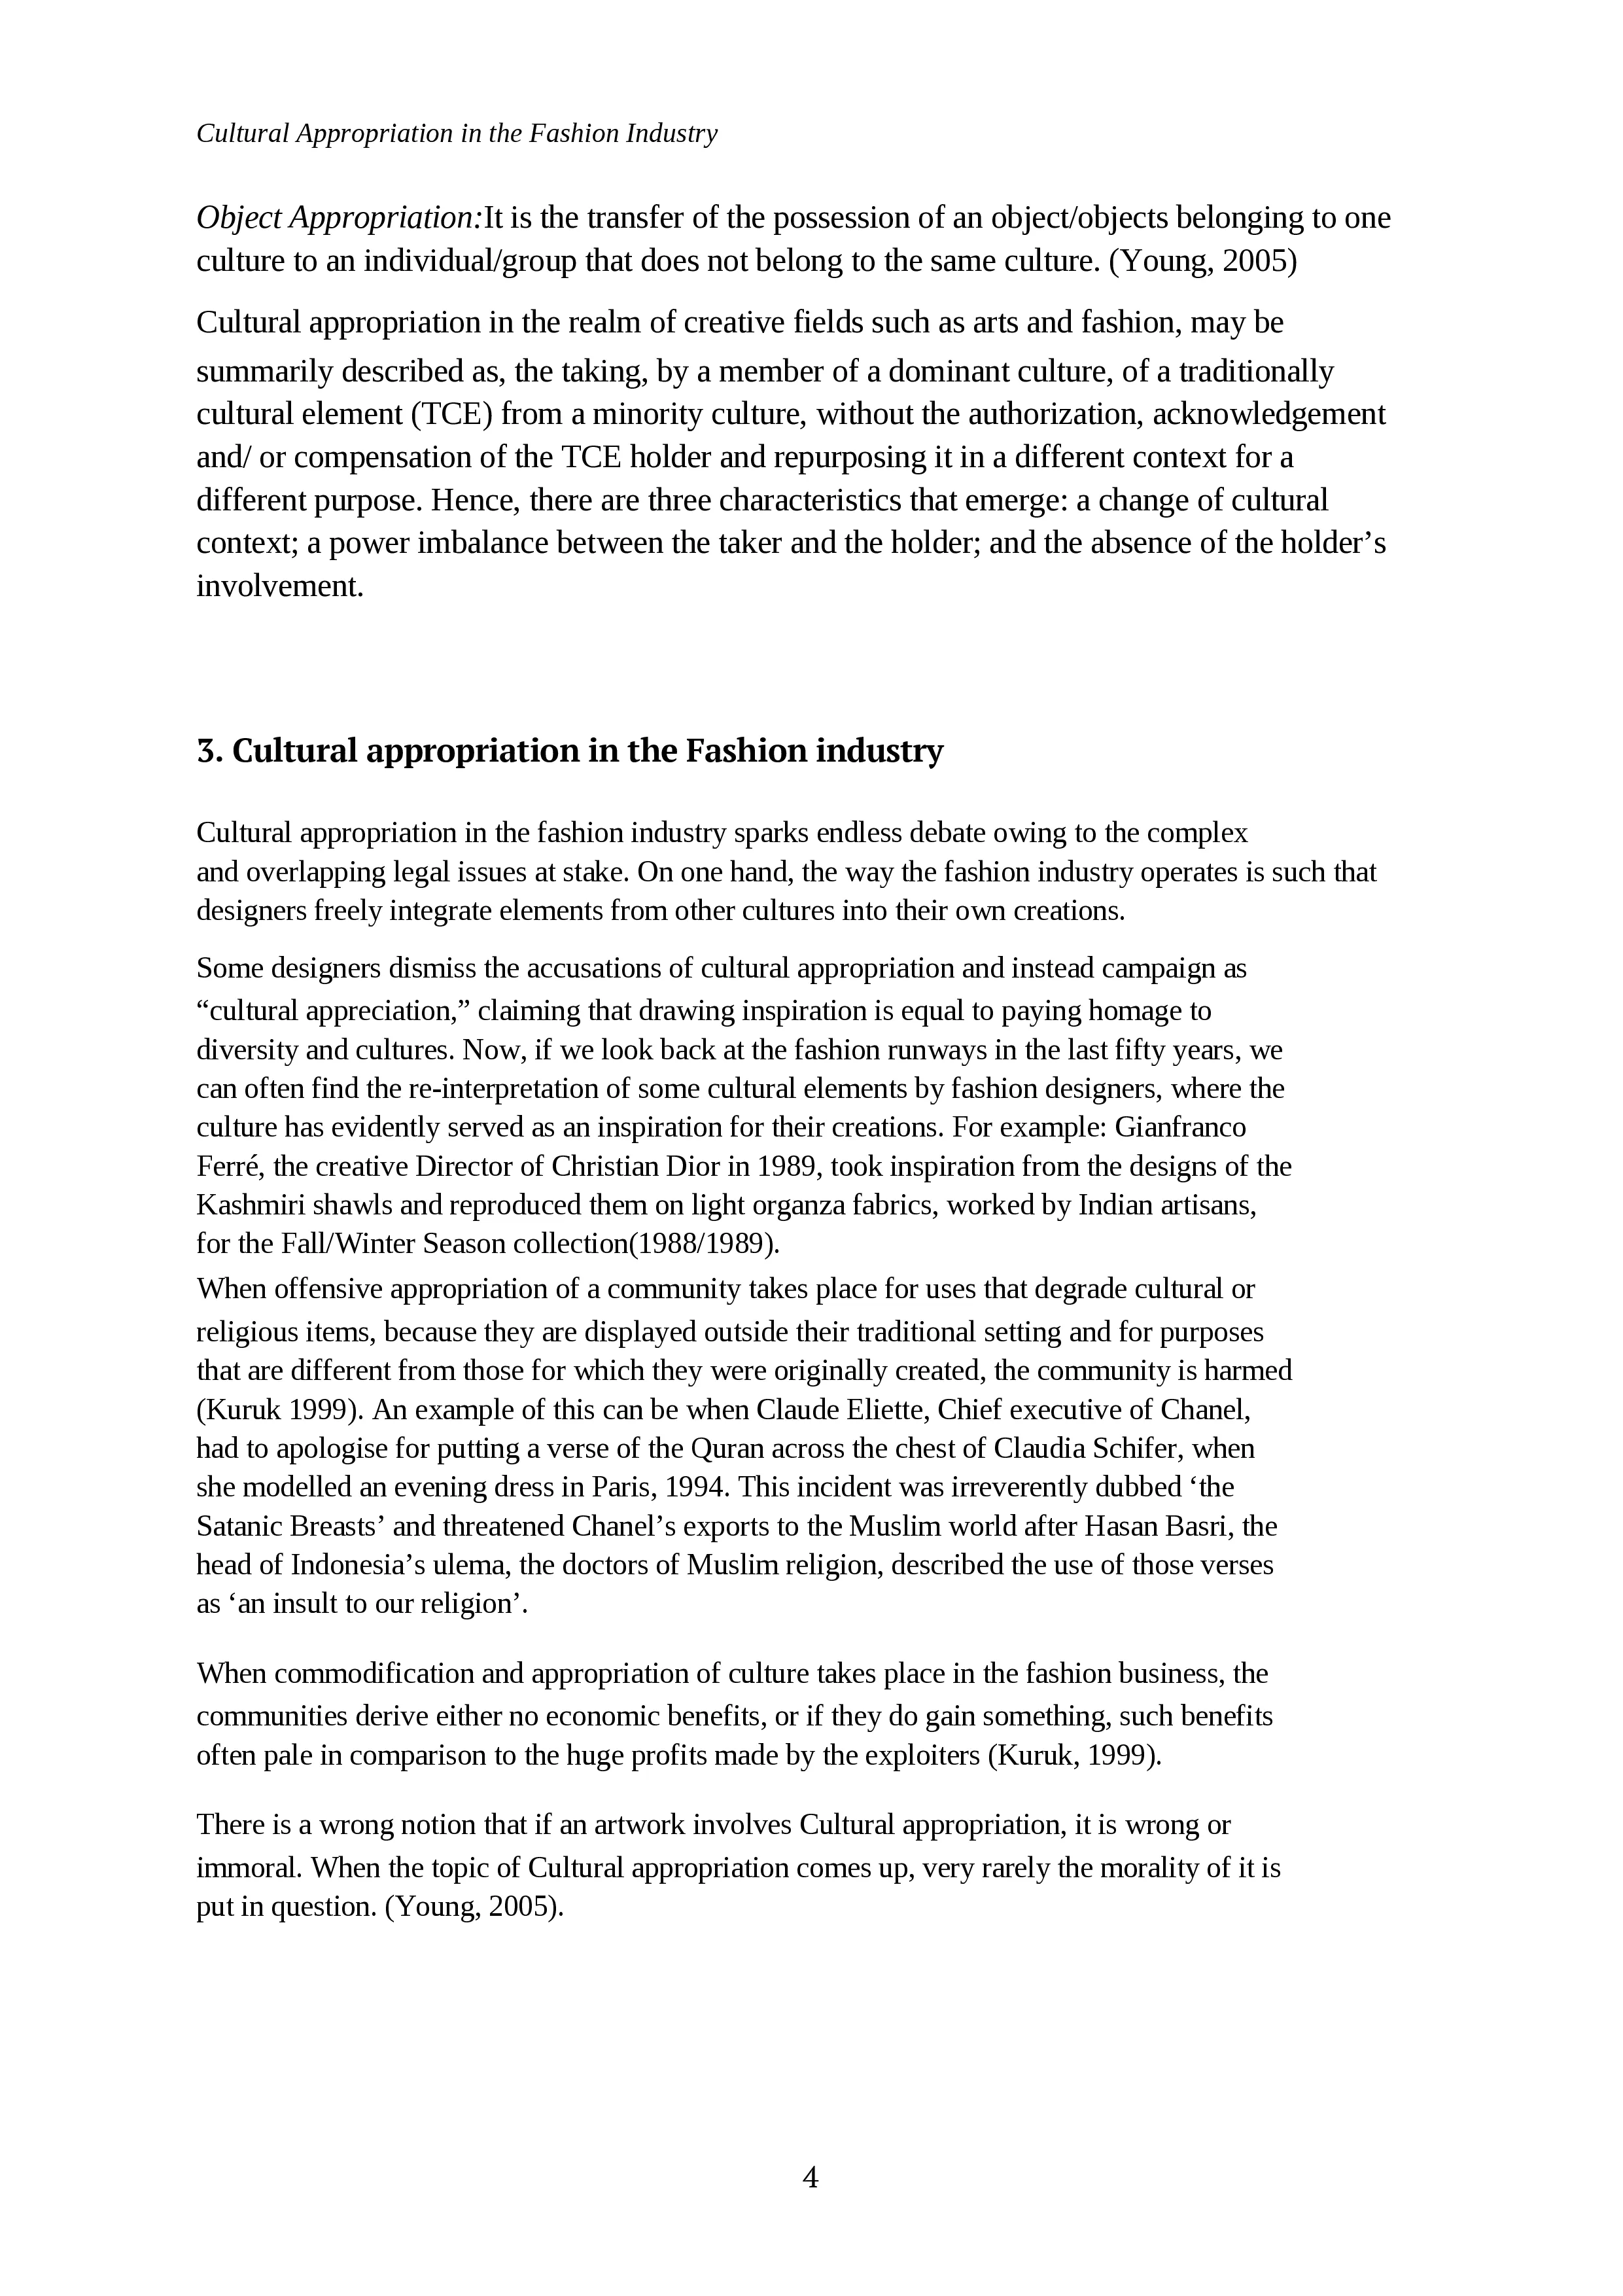 Cultural Appropriation in the Fashion Industry
Object Appropriation:It is the transfer of the possession of an object/objects belonging to one
culture to an individual/group that does not belong to the same culture. (Young, 2005)
Cultural appropriation in the realm of creative fields such as arts and fashion, may be
summarily described as, the taking, by a member of a dominant culture, of a traditionally
cultural element (TCE) from a minority culture, without the authorization, acknowledgement
and/ or compensation of the TCE holder and repurposing it in a different context for a
different purpose. Hence, there are three characteristics that emerge: a change of cultural
context; a power imbalance between the taker and the holder; and the absence of the holder’s
involvement.
3. Cultural appropriation in the Fashion industry
Cultural appropriation in the fashion industry sparks endless debate owing to the complex
and overlapping legal issues at stake. On one hand, the way the fashion industry operates is such that
designers freely integrate elements from other cultures into their own creations.
Some designers dismiss the accusations of cultural appropriation and instead campaign as
“cultural appreciation,” claiming that drawing inspiration is equal to paying homage to
diversity and cultures. Now, if we look back at the fashion runways in the last fifty years, we
can often find the re-interpretation of some cultural elements by fashion designers, where the
culture has evidently served as an inspiration for their creations. For example: Gianfranco
Ferré, the creative Director of Christian Dior in 1989, took inspiration from the designs of the
Kashmiri shawls and reproduced them on light organza fabrics, worked by Indian artisans,
for the Fall/Winter Season collection(1988/1989).
When offensive appropriation of a community takes place for uses that degrade cultural or
religious items, because they are displayed outside their traditional setting and for purposes
that are different from those for which they were originally created, the community is harmed
(Kuruk 1999). An example of this can be when Claude Eliette, Chief executive of Chanel,
had to apologise for putting a verse of the Quran across the chest of Claudia Schifer, when
she modelled an evening dress in Paris, 1994. This incident was irreverently dubbed ‘the
Satanic Breasts’ and threatened Chanel’s exports to the Muslim world after Hasan Basri, the
head of Indonesia’s ulema, the doctors of Muslim religion, described the use of those verses
as ‘an insult to our religion’.
When commodification and appropriation of culture takes place in the fashion business, the
communities derive either no economic benefits, or if they do gain something, such benefits
often pale in comparison to the huge profits made by the exploiters (Kuruk, 1999).
There is a wrong notion that if an artwork involves Cultural appropriation, it is wrong or
immoral. When the topic of Cultural appropriation comes up, very rarely the morality of it is
put in question. (Young, 2005).
4